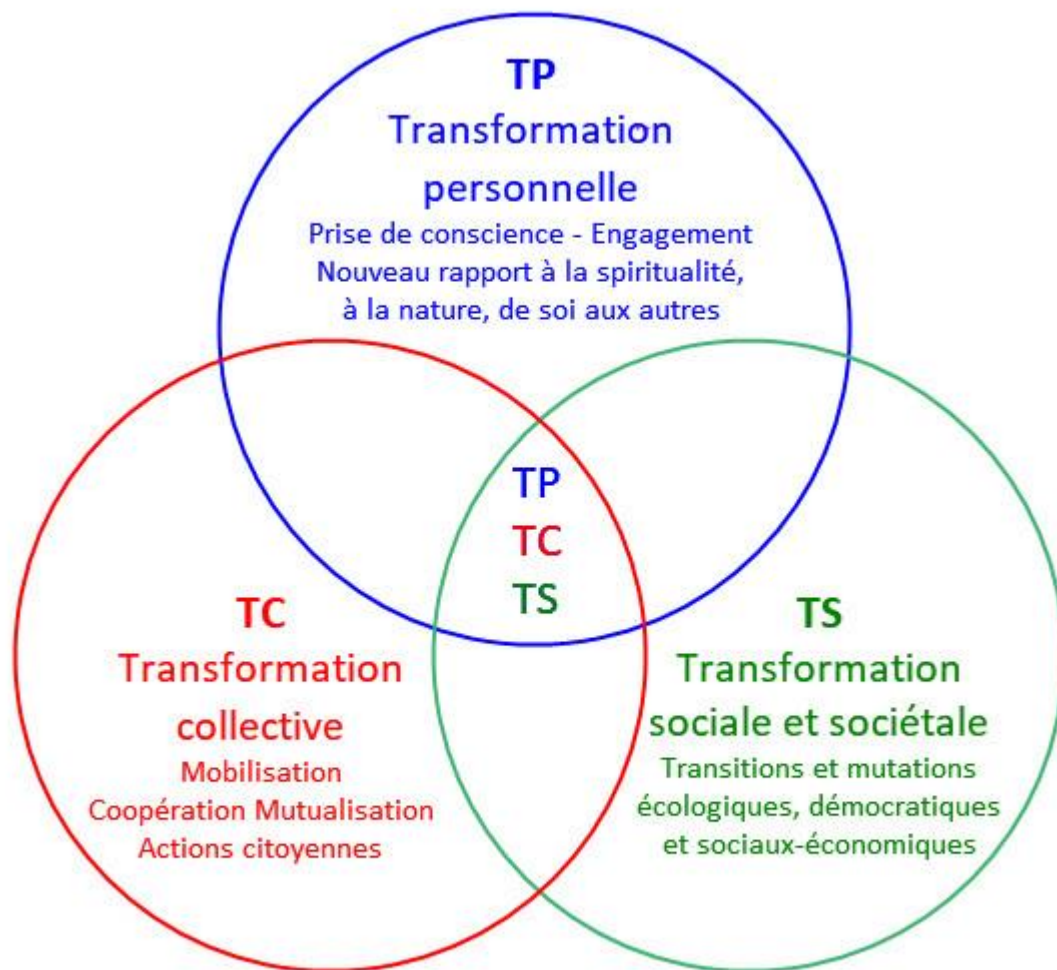 TP
Transformation
personnelle
Prise de conscience - Engagement
Nouveau rapport à la spiritualité,
à la nature, de soi aux autres
TP
TC
TS
TC
Transformation
collective
Mobilisation
Coopération Mutualisation
Actions citoyennes
TS
Transformation
sociale et sociétale
Transitions et mutations
écologiques, démocratiques
et sociaux-économiques